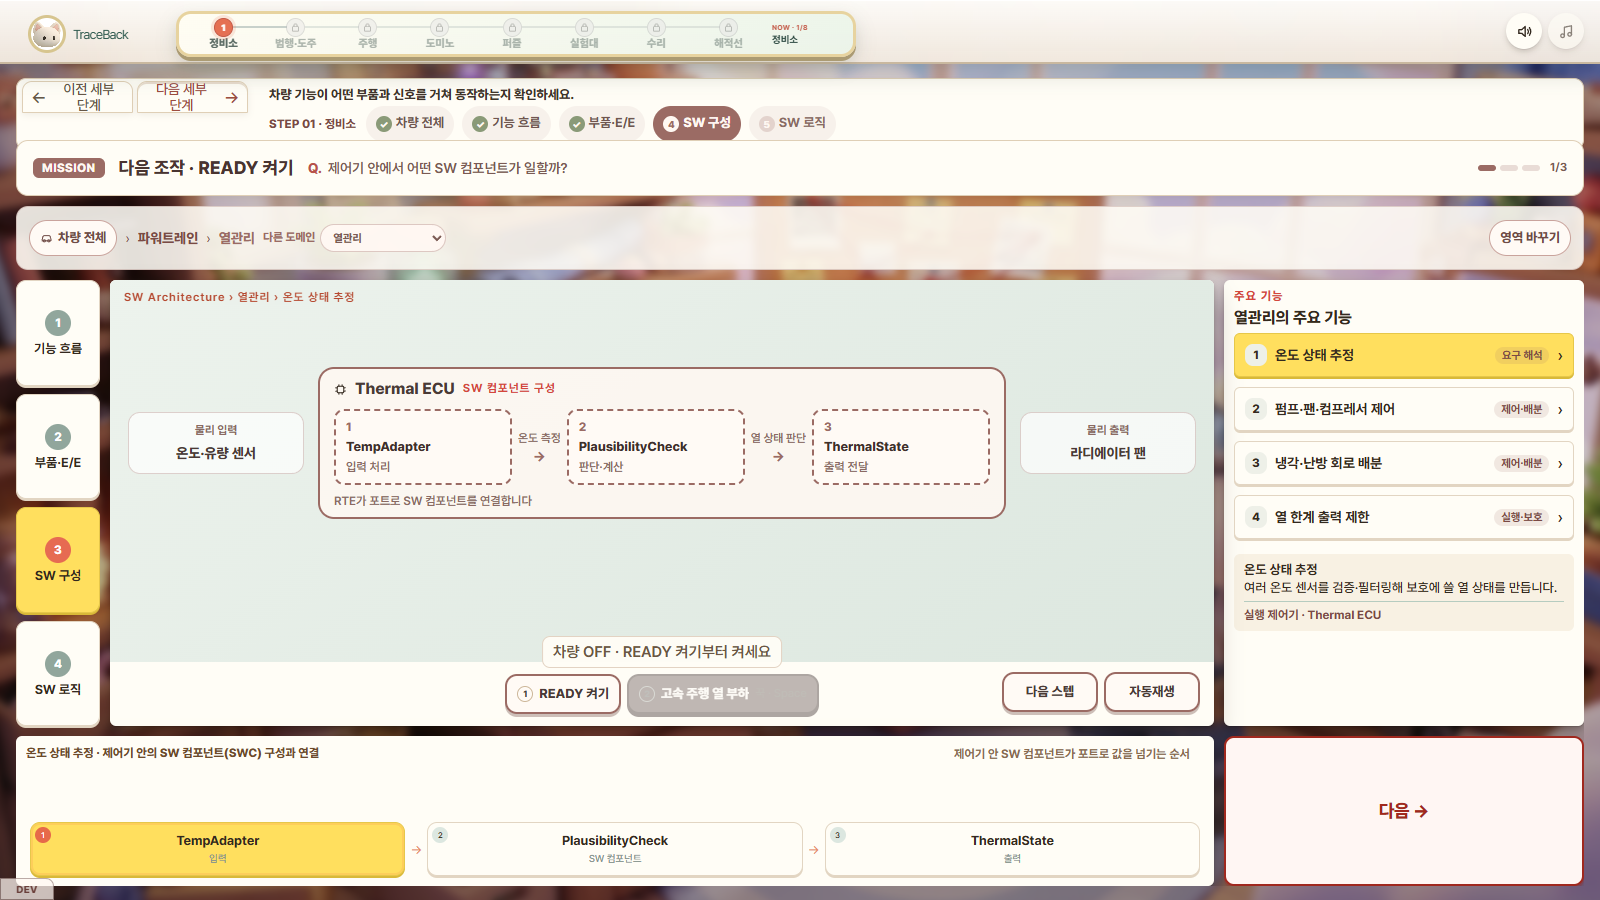 TraceBack
1
정비소
범행·도주
주행
도미노
퍼즐
실험대
수리
해적선
NOW · 1/8
정비소
이전 세부 단계
다음 세부 단계
차량 기능이 어떤 부품과 신호를 거쳐 동작하는지 확인하세요.
STEP 01 · 정비소
차량 전체
기능 흐름
부품·E/E
4 SW 구성
5 SW 로직
MISSION
다음 조작 · READY 켜기
Q. 제어기 안에서 어떤 SW 컴포넌트가 일할까?
1/3
차량 전체
› 파워트레인 › 열관리
다른 도메인
열관리
영역 바꾸기
1
기능 흐름
2
부품·E/E
3
SW 구성
4
SW 로직
SW Architecture › 열관리 › 온도 상태 추정
물리 입력
온도·유량 센서
Thermal ECU SW 컴포넌트 구성
1
TempAdapter
입력 처리
온도 측정
→
2
PlausibilityCheck
판단·계산
열 상태 판단
→
3
ThermalState
출력 전달
RTE가 포트로 SW 컴포넌트를 연결합니다
물리 출력
라디에이터 팬
차량 OFF · READY 켜기부터 켜세요
1 READY 켜기
고속 주행 열 부하
다음 스텝
자동재생
주요 기능
열관리의 주요 기능
1 온도 상태 추정 요구 해석 ›
2 펌프·팬·컴프레서 제어 제어·배분 ›
3 냉각·난방 회로 배분 제어·배분 ›
4 열 한계 출력 제한 실행·보호 ›
온도 상태 추정
여러 온도 센서를 검증·필터링해 보호에 쓸 열 상태를 만듭니다.
실행 제어기 · Thermal ECU
온도 상태 추정 · 제어기 안의 SW 컴포넌트(SWC) 구성과 연결
제어기 안 SW 컴포넌트가 포트로 값을 넘기는 순서
1
TempAdapter
입력
→
2
PlausibilityCheck
SW 컴포넌트
→
3
ThermalState
출력
다음 →
DEV